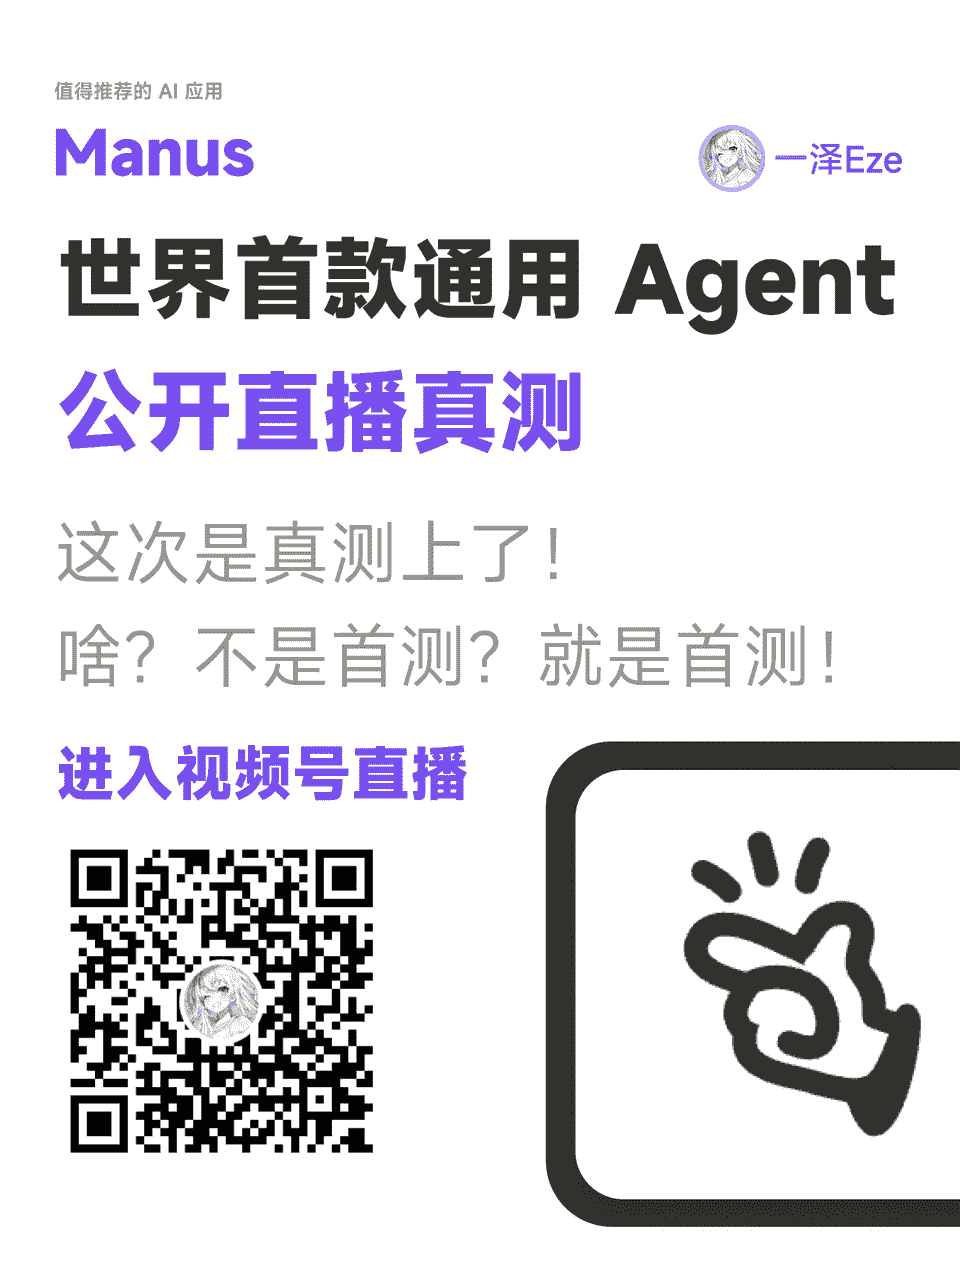 值得推荐的 AI 应用
Manus
一泽Eze
世界首款通用 Agent
公开直播真测
这次是真测上了！
啥？不是首测？就是首测！
进入视频号直播